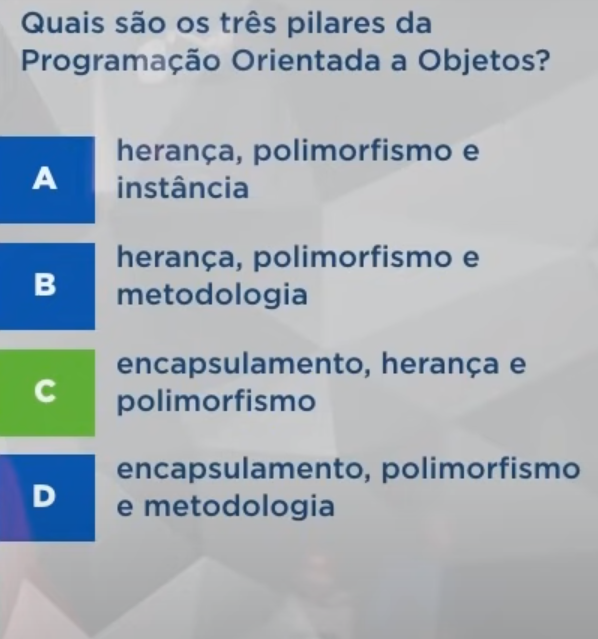 Quais são os três pilares da
Programação Orientada a Objetos?
A
herança, polimorfismo e
instância
B
herança, polimorfismo e
metodologia
C
encapsulamento, herança e
polimorfismo
D
encapsulamento, polimorfismo
e metodologia